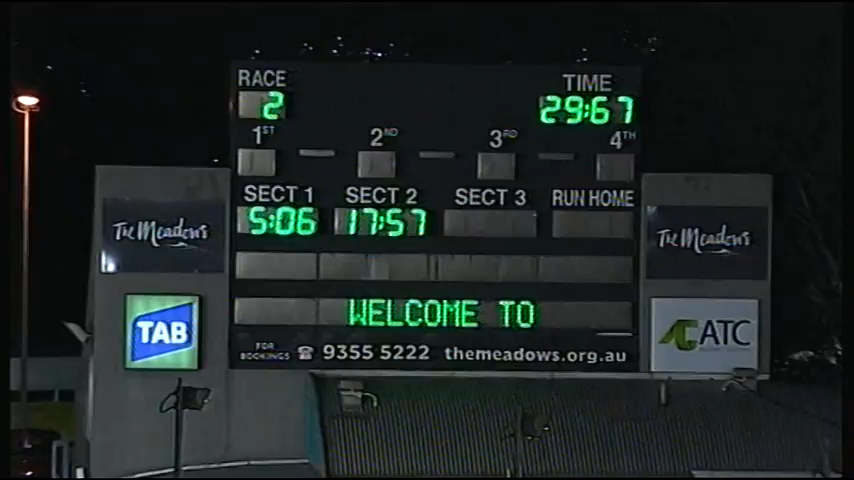 RACE TIME
2 29:67
1ST 2ND 3RD 4TH
SECT 1 SECT 2 SECT 3 RUN HOME
5:06 17:57
The Meadows The Meadows
WELCOME TO
TAB
ATC
FOR BOOKINGS ☎ 9355 5222 themeadows.org.au